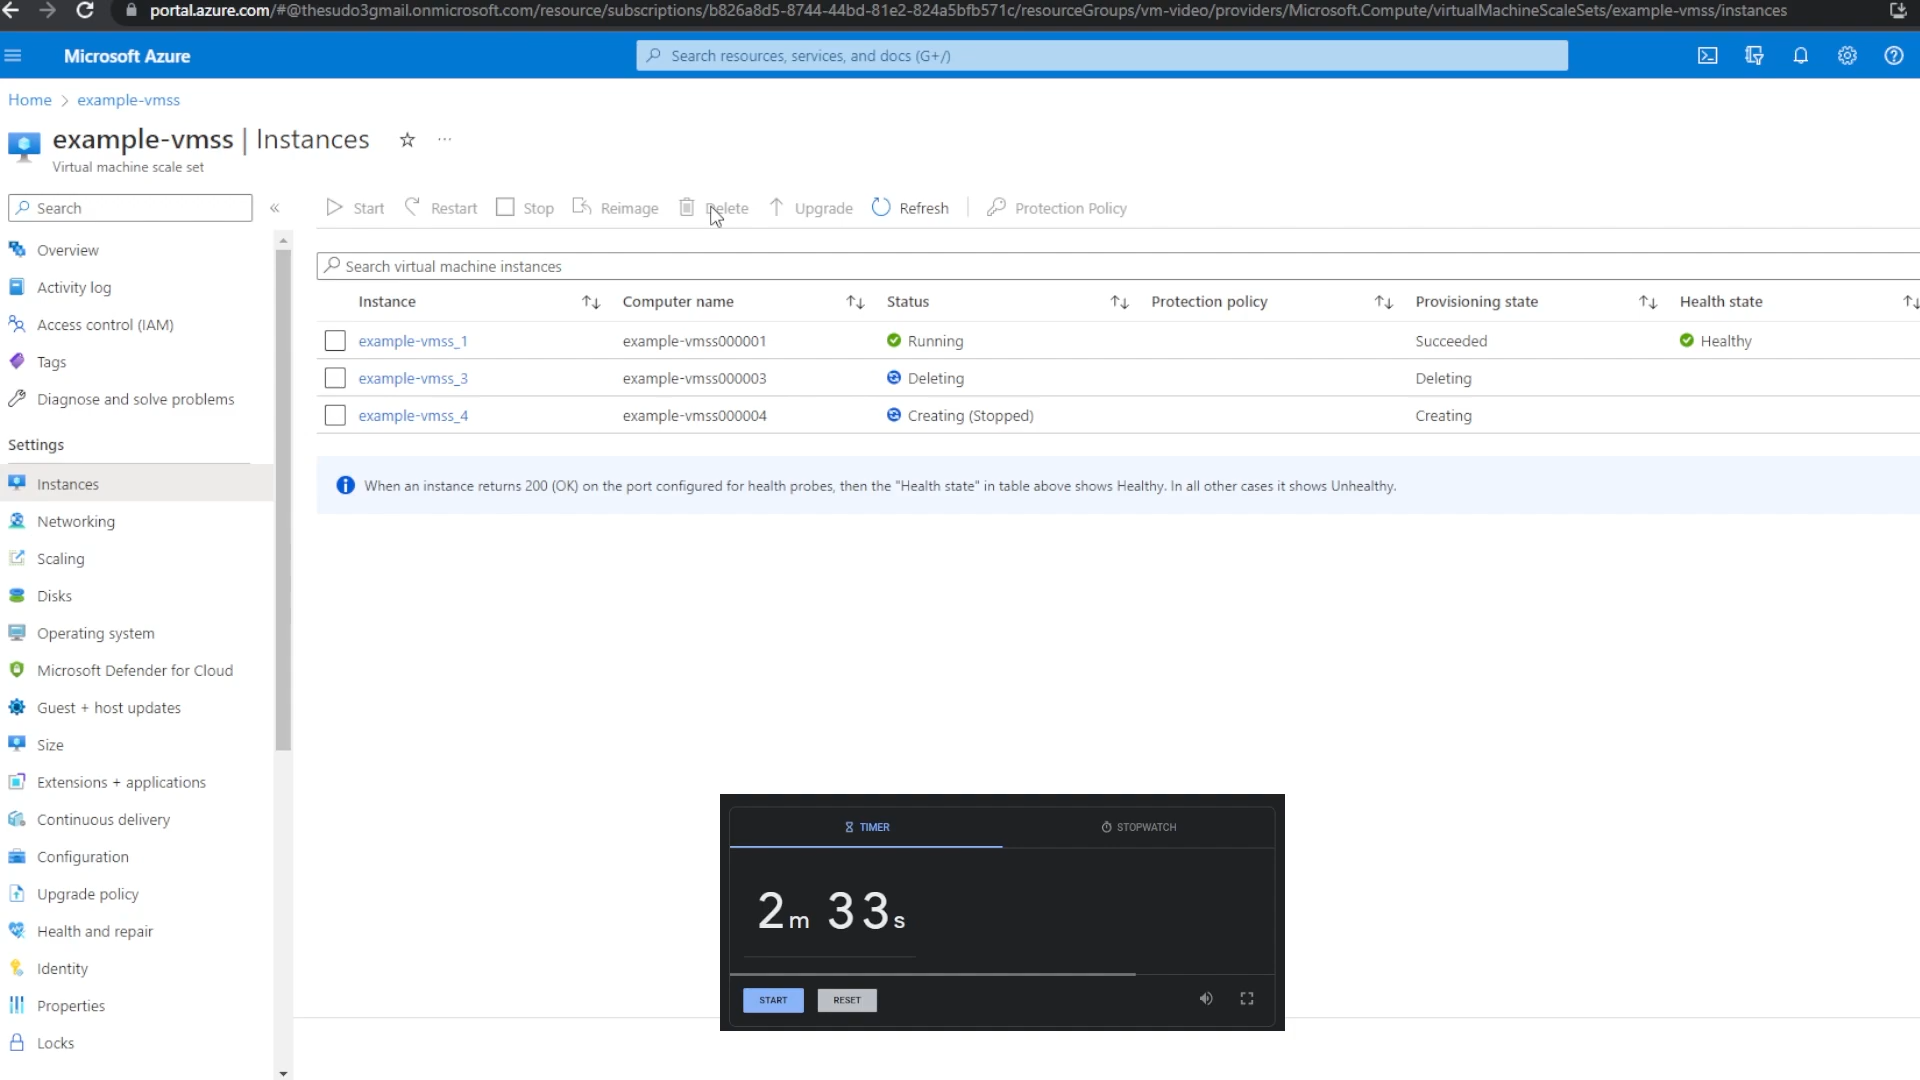 portal.azure.com/#@thesudo3gmail.onmicrosoft.com/resource/subscriptions/b826a8d5-8744-44bd-81e2-824a5bfb571c/resourceGroups/vm-video/providers/Microsoft.Compute/virtualMachineScaleSets/example-vmss/instances
Microsoft Azure
Search resources, services, and docs (G+/)
Home > example-vmss
example-vmss | Instances
Virtual machine scale set
Search
«
Start Restart Stop Reimage Delete Upgrade Refresh Protection Policy
Overview
Activity log
Access control (IAM)
Tags
Diagnose and solve problems
Settings
Instances
Networking
Scaling
Disks
Operating system
Microsoft Defender for Cloud
Guest + host updates
Size
Extensions + applications
Continuous delivery
Configuration
Upgrade policy
Health and repair
Identity
Properties
Locks
Search virtual machine instances
Instance Computer name Status Protection policy Provisioning state Health state
example-vmss_1 example-vmss000001 Running Succeeded Healthy
example-vmss_3 example-vmss000003 Deleting Deleting
example-vmss_4 example-vmss000004 Creating (Stopped) Creating
When an instance returns 200 (OK) on the port configured for health probes, then the "Health state" in table above shows Healthy. In all other cases it shows Unhealthy.
TIMER STOPWATCH
2m 33s
START RESET